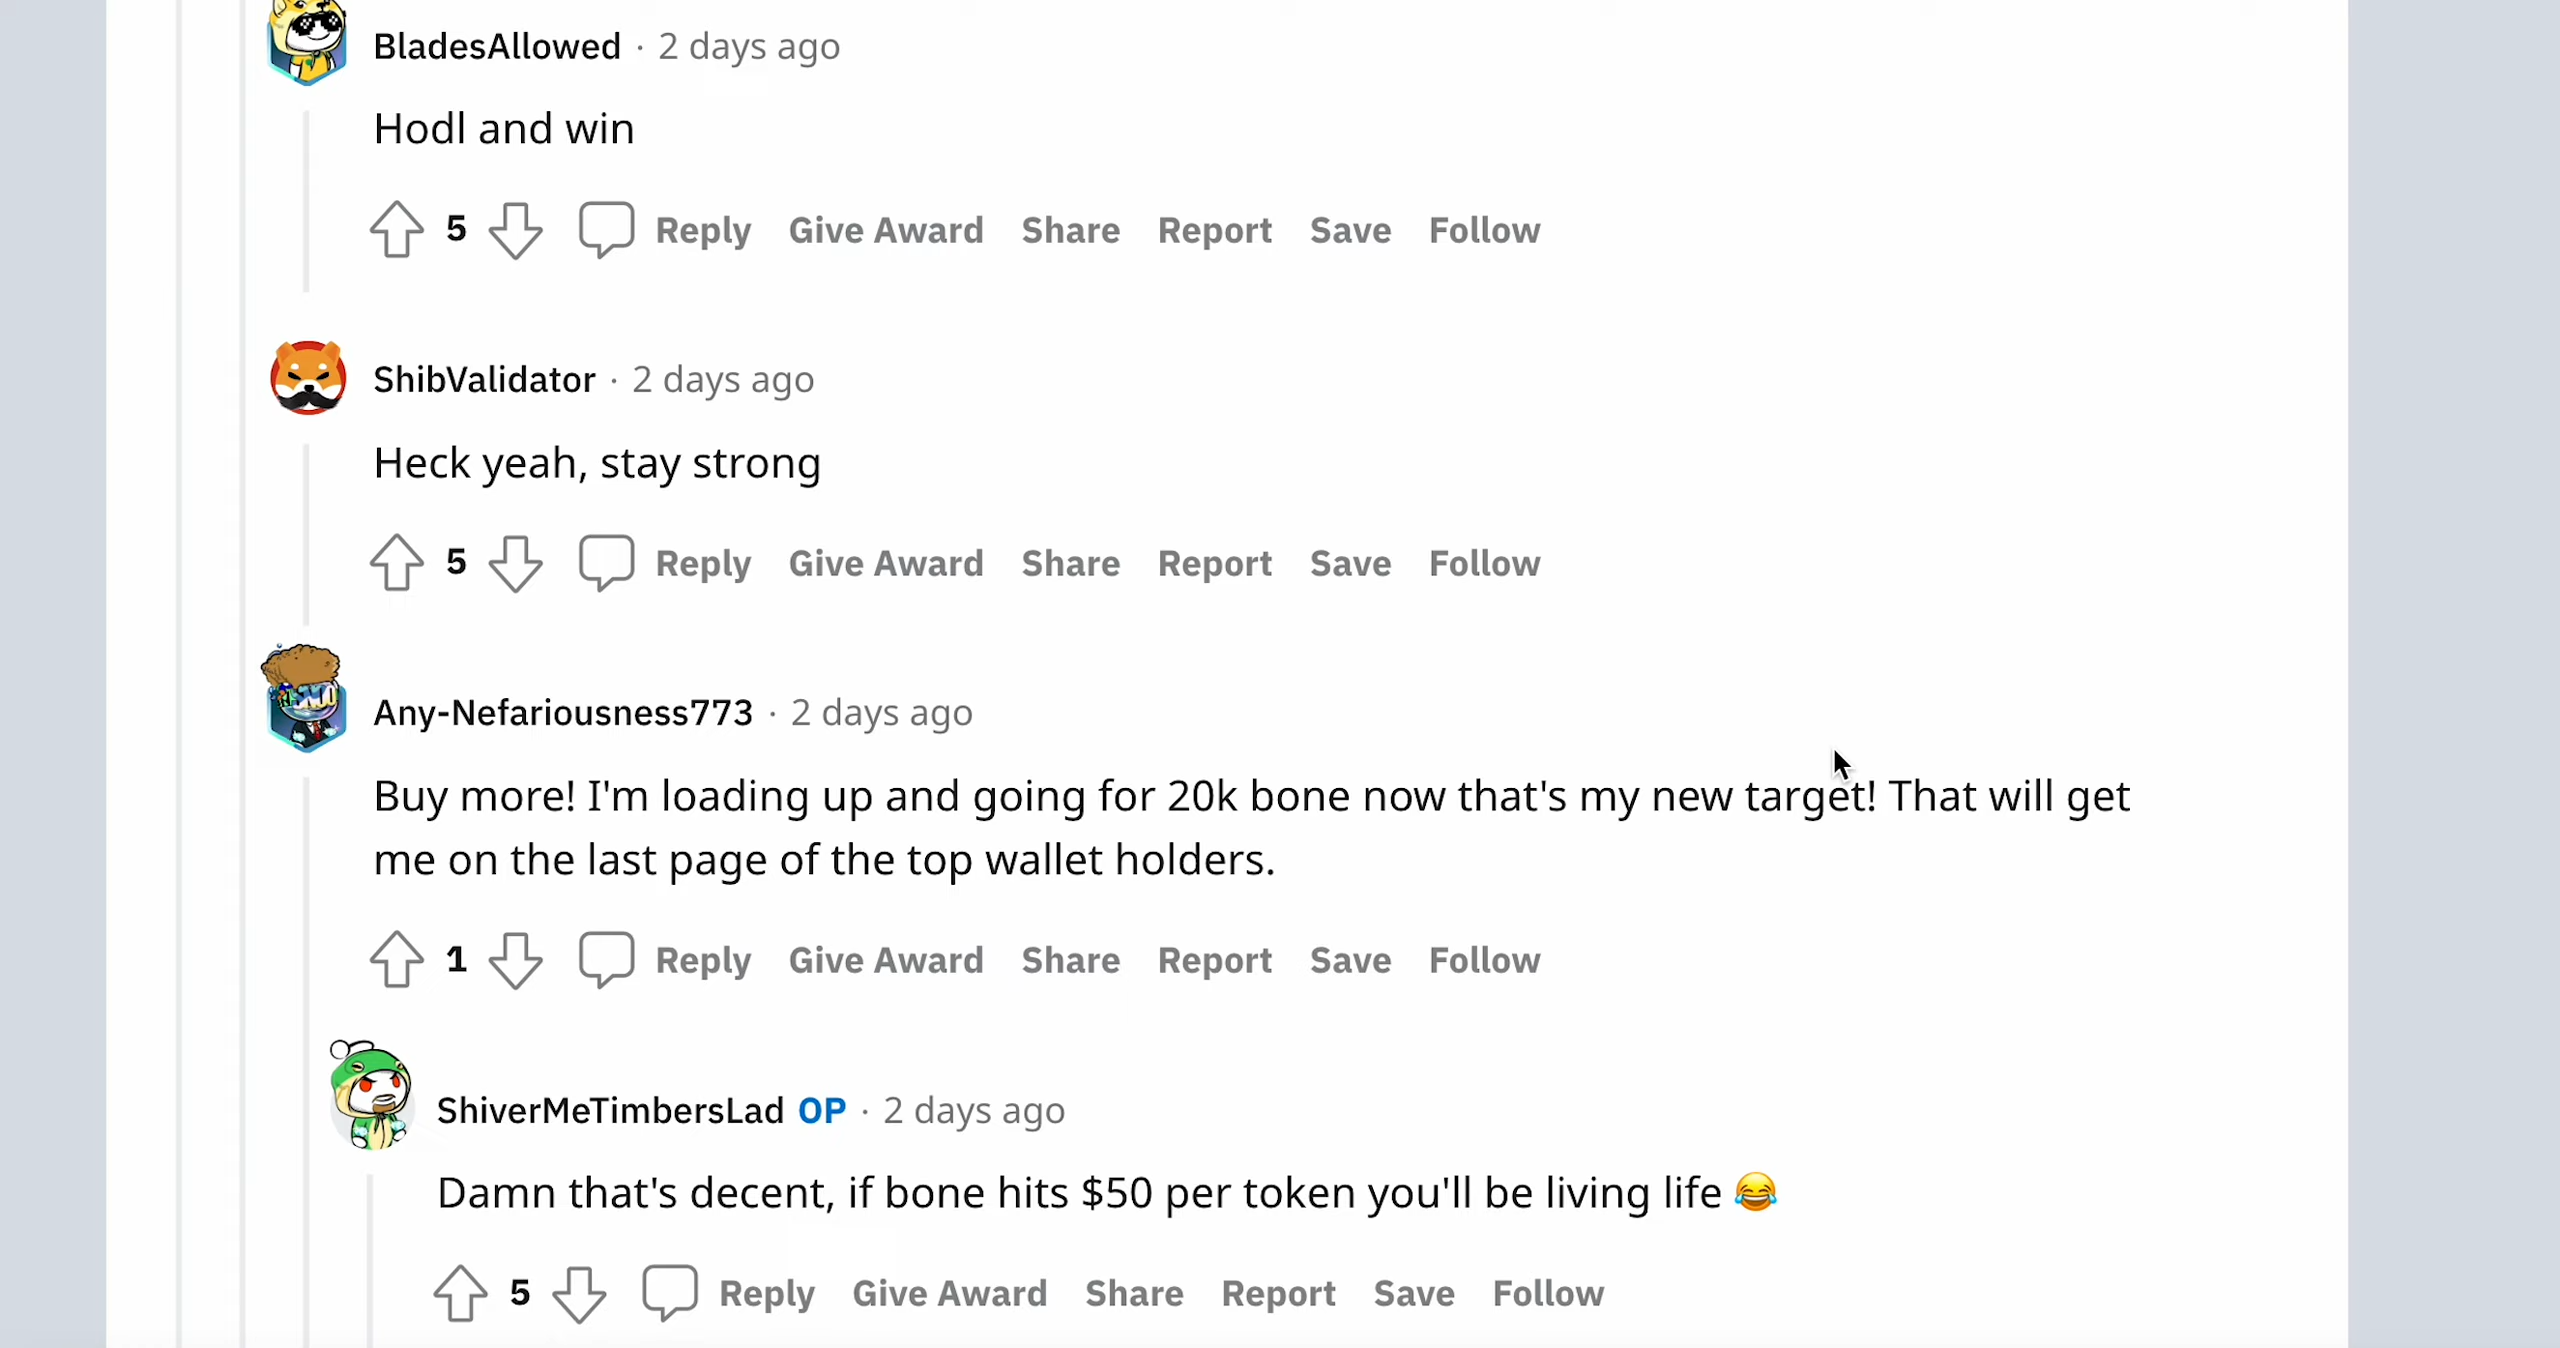 BladesAllowed · 2 days ago
Hodl and win
5 Reply Give Award Share Report Save Follow
ShibValidator · 2 days ago
Heck yeah, stay strong
5 Reply Give Award Share Report Save Follow
Any-Nefariousness773 · 2 days ago
Buy more! I'm loading up and going for 20k bone now that's my new target! That will get
me on the last page of the top wallet holders.
1 Reply Give Award Share Report Save Follow
ShiverMeTimbersLad OP · 2 days ago
Damn that's decent, if bone hits $50 per token you'll be living life 😂
5 Reply Give Award Share Report Save Follow